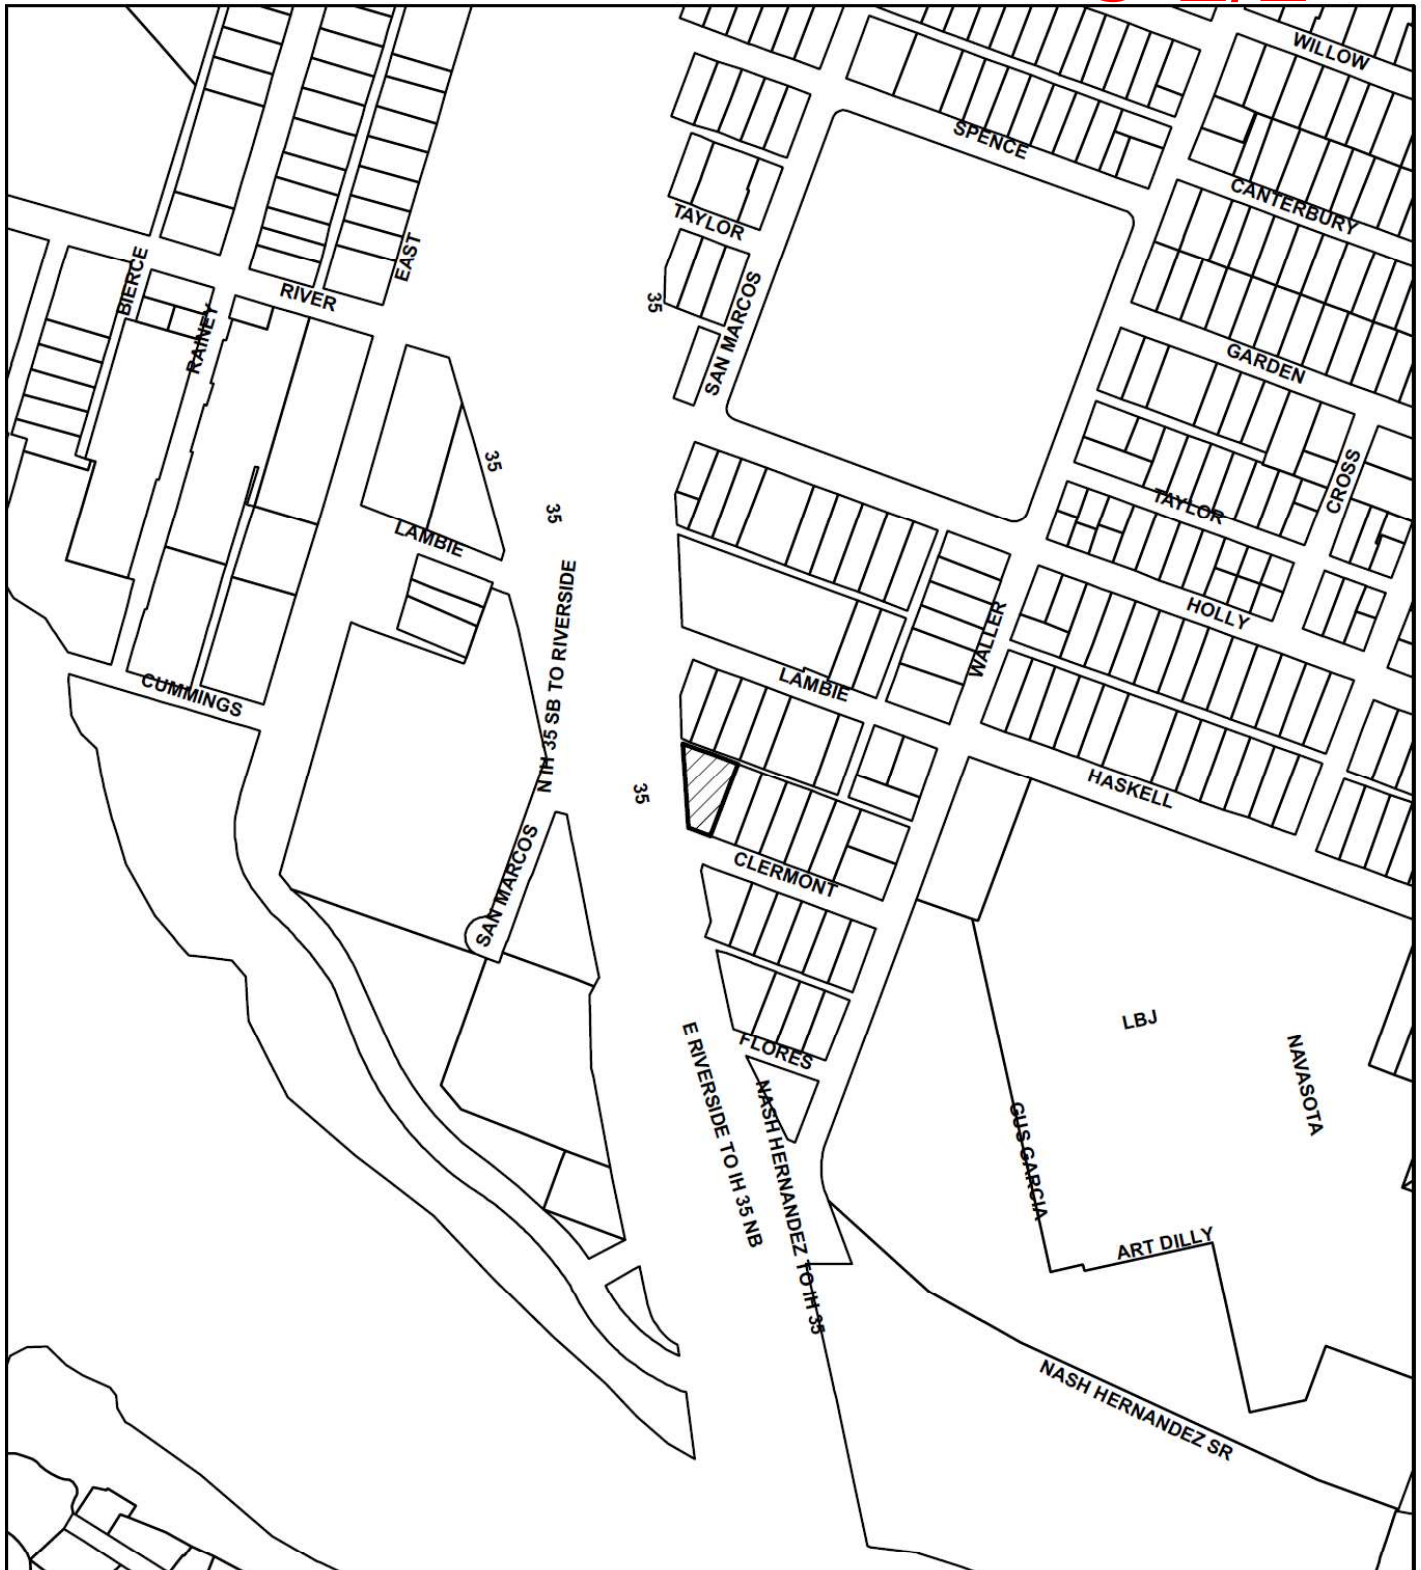 WILLOW
SPENCE
CANTERBURY
TAYLOR
EAST
BIERCE
RIVER
35
RAINEY
SAN MARCOS
GARDEN
35
CROSS
TAYLOR
35
LAMBIE
HOLLY
N IH 35 SB TO RIVERSIDE
WALLER
LAMBIE
CUMMINGS
35
HASKELL
CLERMONT
SAN MARCOS
LBJ
NAVASOTA
FLORES
E RIVERSIDE TO IH 35 NB
NASH HERNANDEZ TO IH 35
GUS GARCIA
ART DILLY
NASH HERNANDEZ SR